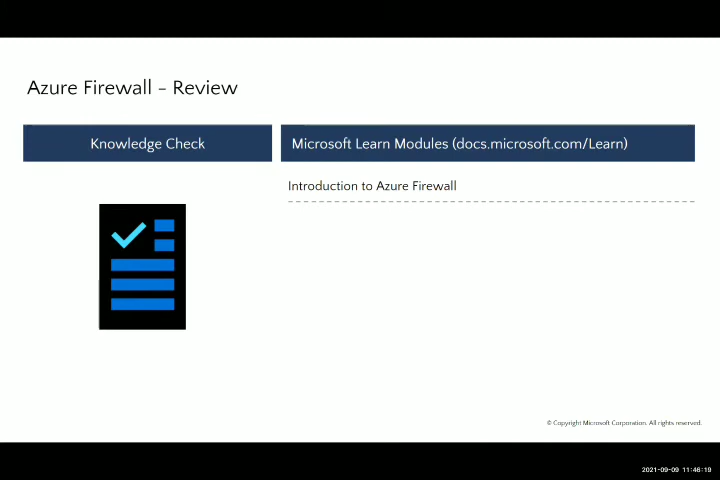 Azure Firewall - Review
Knowledge Check
Microsoft Learn Modules (docs.microsoft.com/Learn)
Introduction to Azure Firewall
© Copyright Microsoft Corporation. All rights reserved.
2021-09-09 11:46:19